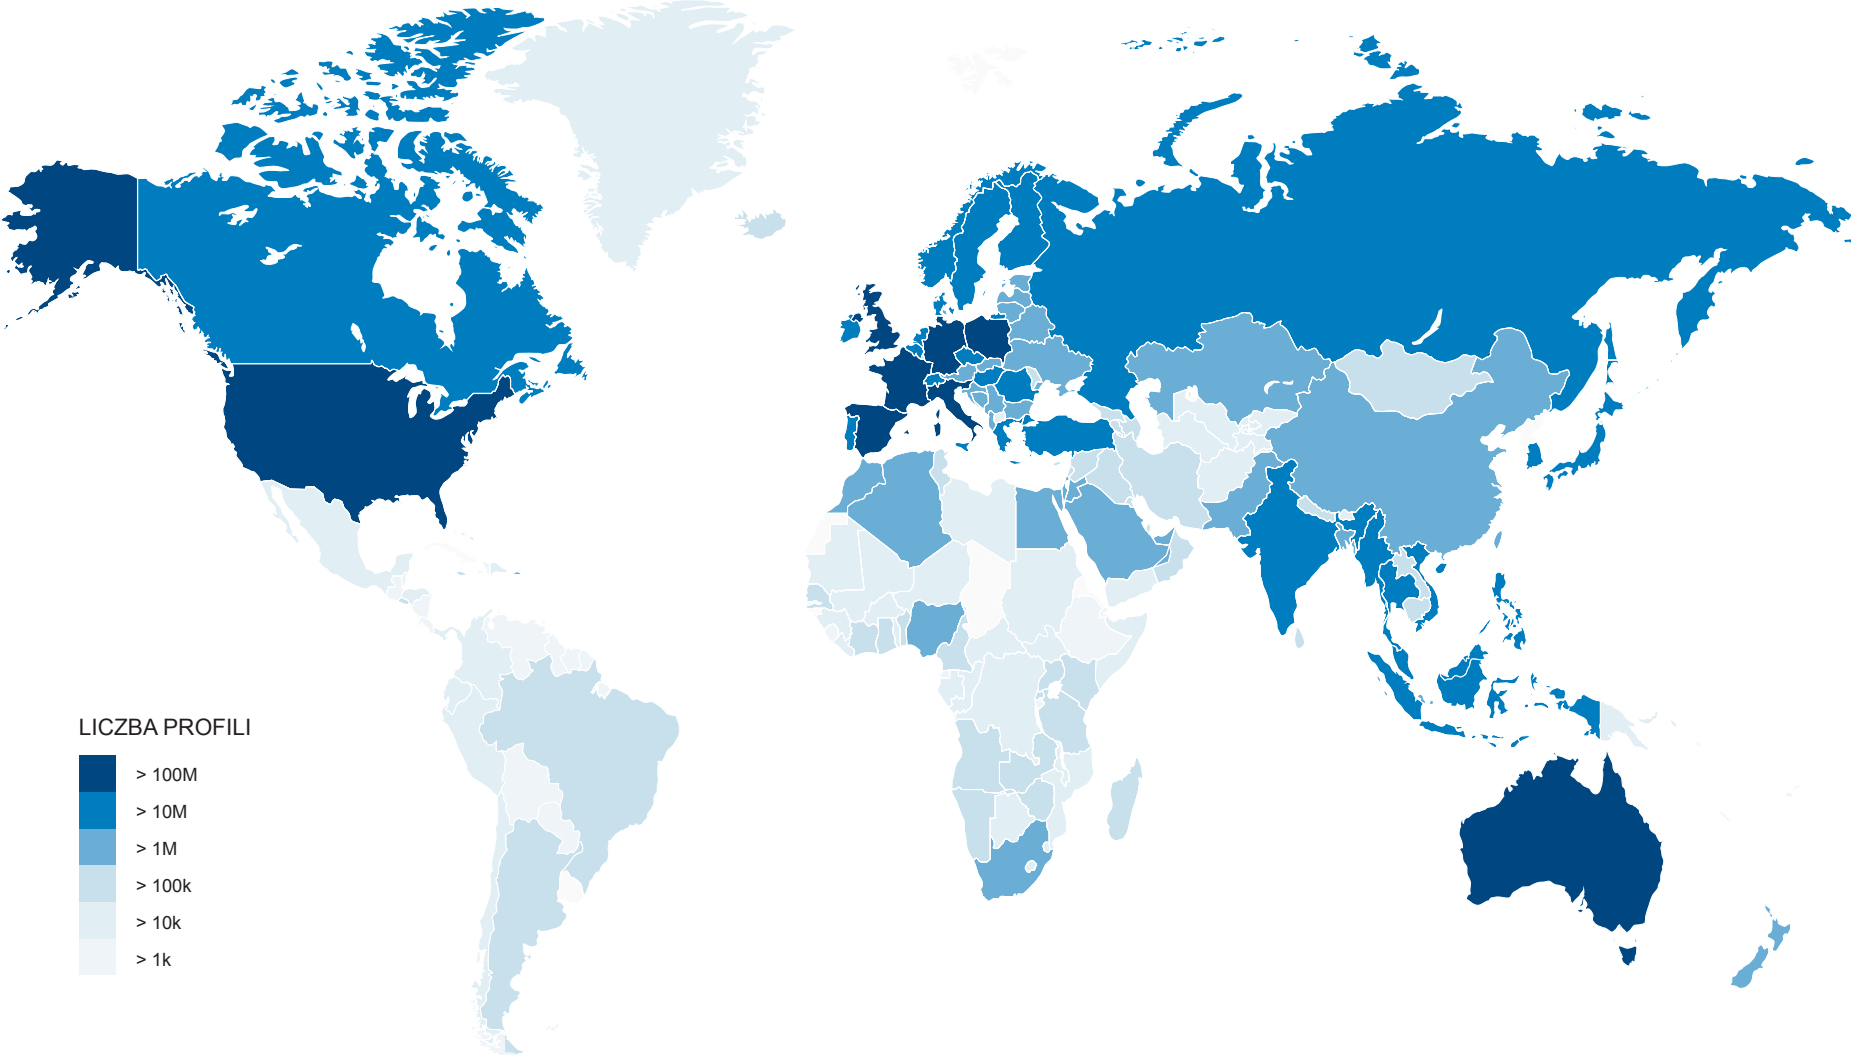 LICZBA PROFILI
> 100M
> 10M
> 1M
> 100k
> 10k
> 1k